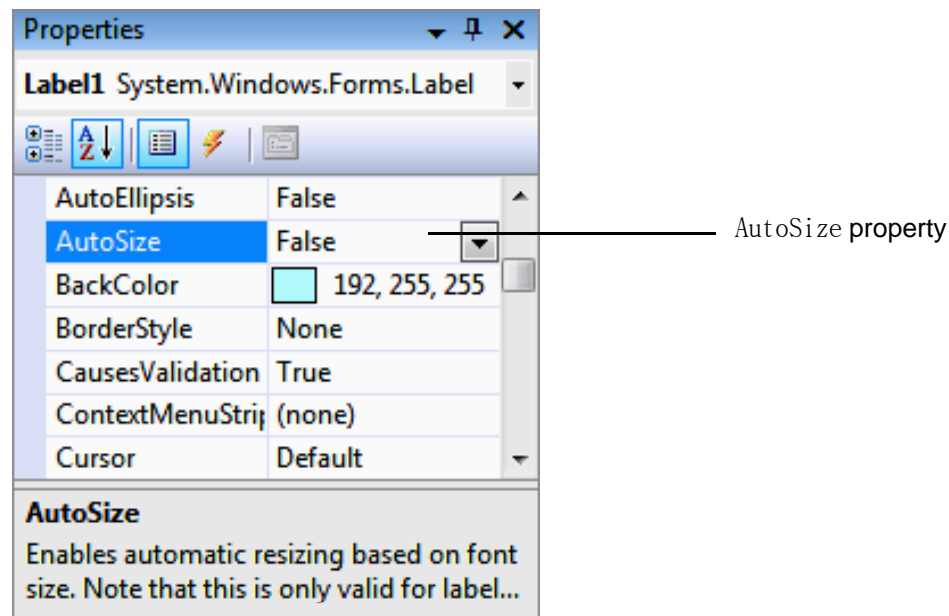 Properties
Label1 System.Windows.Forms.Label
AZ
AutoEllipsis False
AutoSize False
AutoSize property
BackColor 192, 255, 255
BorderStyle None
CausesValidation True
ContextMenuStrip (none)
Cursor Default
AutoSize
Enables automatic resizing based on font
size. Note that this is only valid for label...